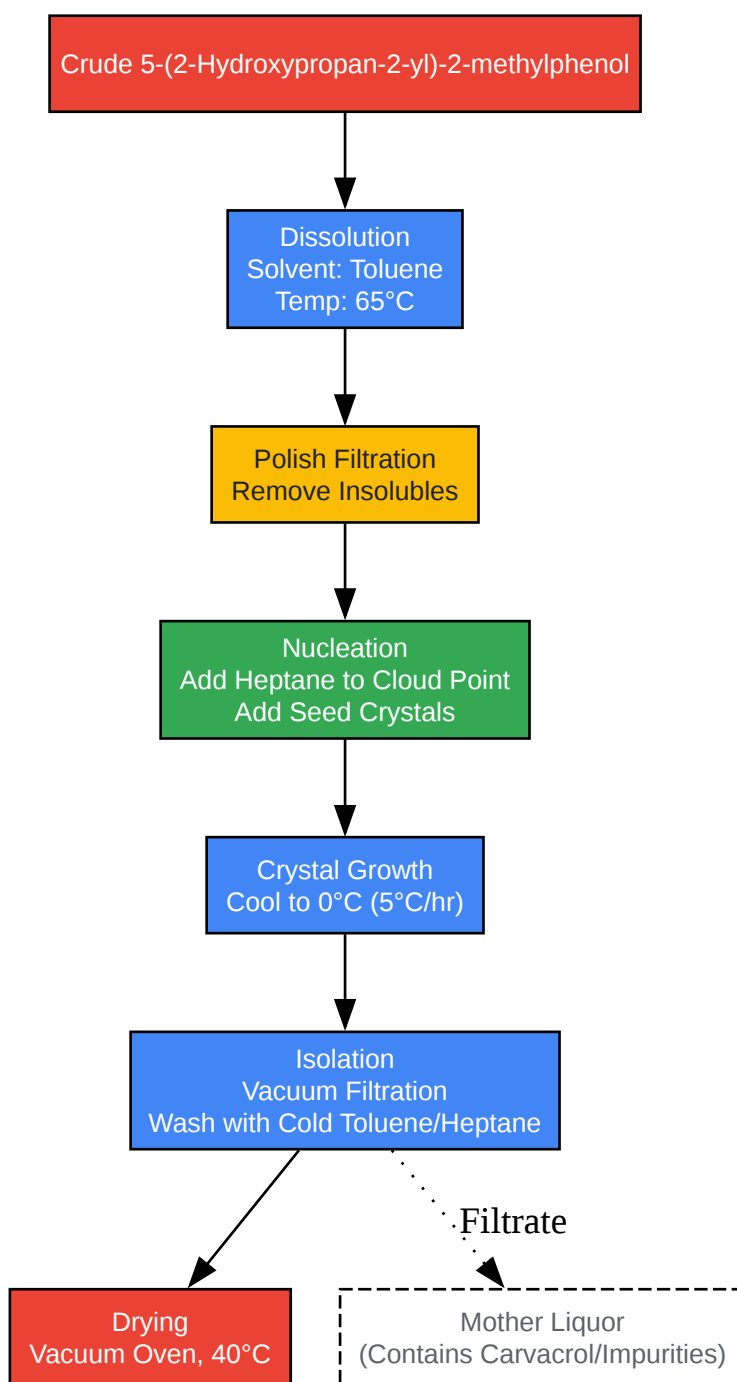 Crude 5-(2-Hydroxypropan-2-yl)-2-methylphenol
Dissolution
Solvent: Toluene
Temp: 65°C
Polish Filtration
Remove Insolubles
Nucleation
Add Heptane to Cloud Point
Add Seed Crystals
Crystal Growth
Cool to 0°C (5°C/hr)
Isolation
Vacuum Filtration
Wash with Cold Toluene/Heptane
Filtrate
Drying
Vacuum Oven, 40°C
Mother Liquor
(Contains Carvacrol/Impurities)